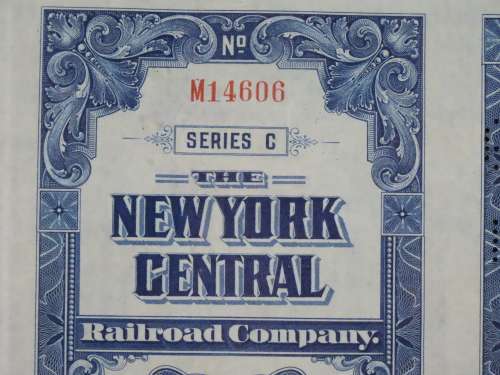 No
M14606
SERIES C
THE
NEW YORK
CENTRAL
Railroad Company.